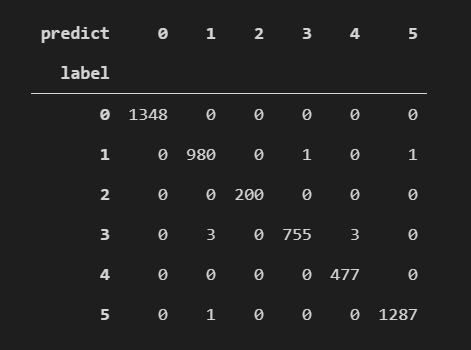 predict 0 1 2 3 4 5
label
0 1348 0 0 0 0 0
1 0 980 0 1 0 1
2 0 0 200 0 0 0
3 0 3 0 755 3 0
4 0 0 0 0 477 0
5 0 1 0 0 0 1287